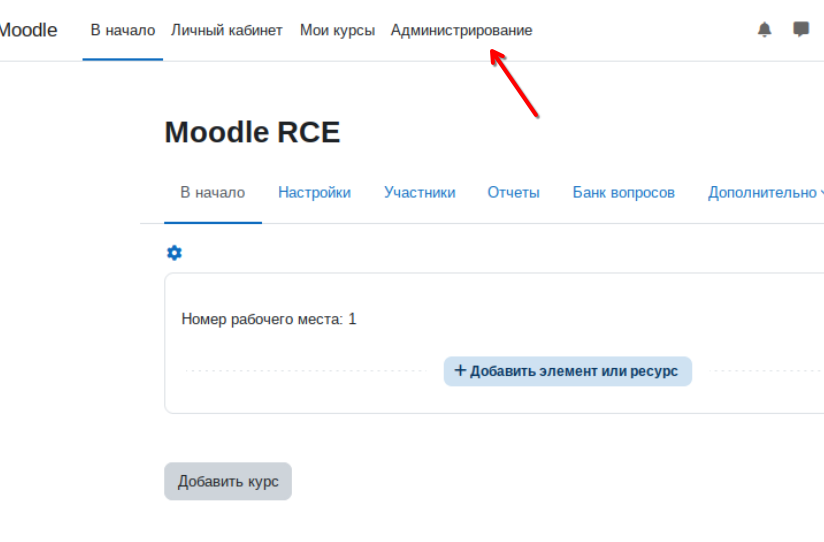 Moodle В начало Личный кабинет Мои курсы Администрирование
Moodle RCE
В начало Настройки Участники Отчеты Банк вопросов Дополнительно
Номер рабочего места: 1
+ Добавить элемент или ресурс
Добавить курс